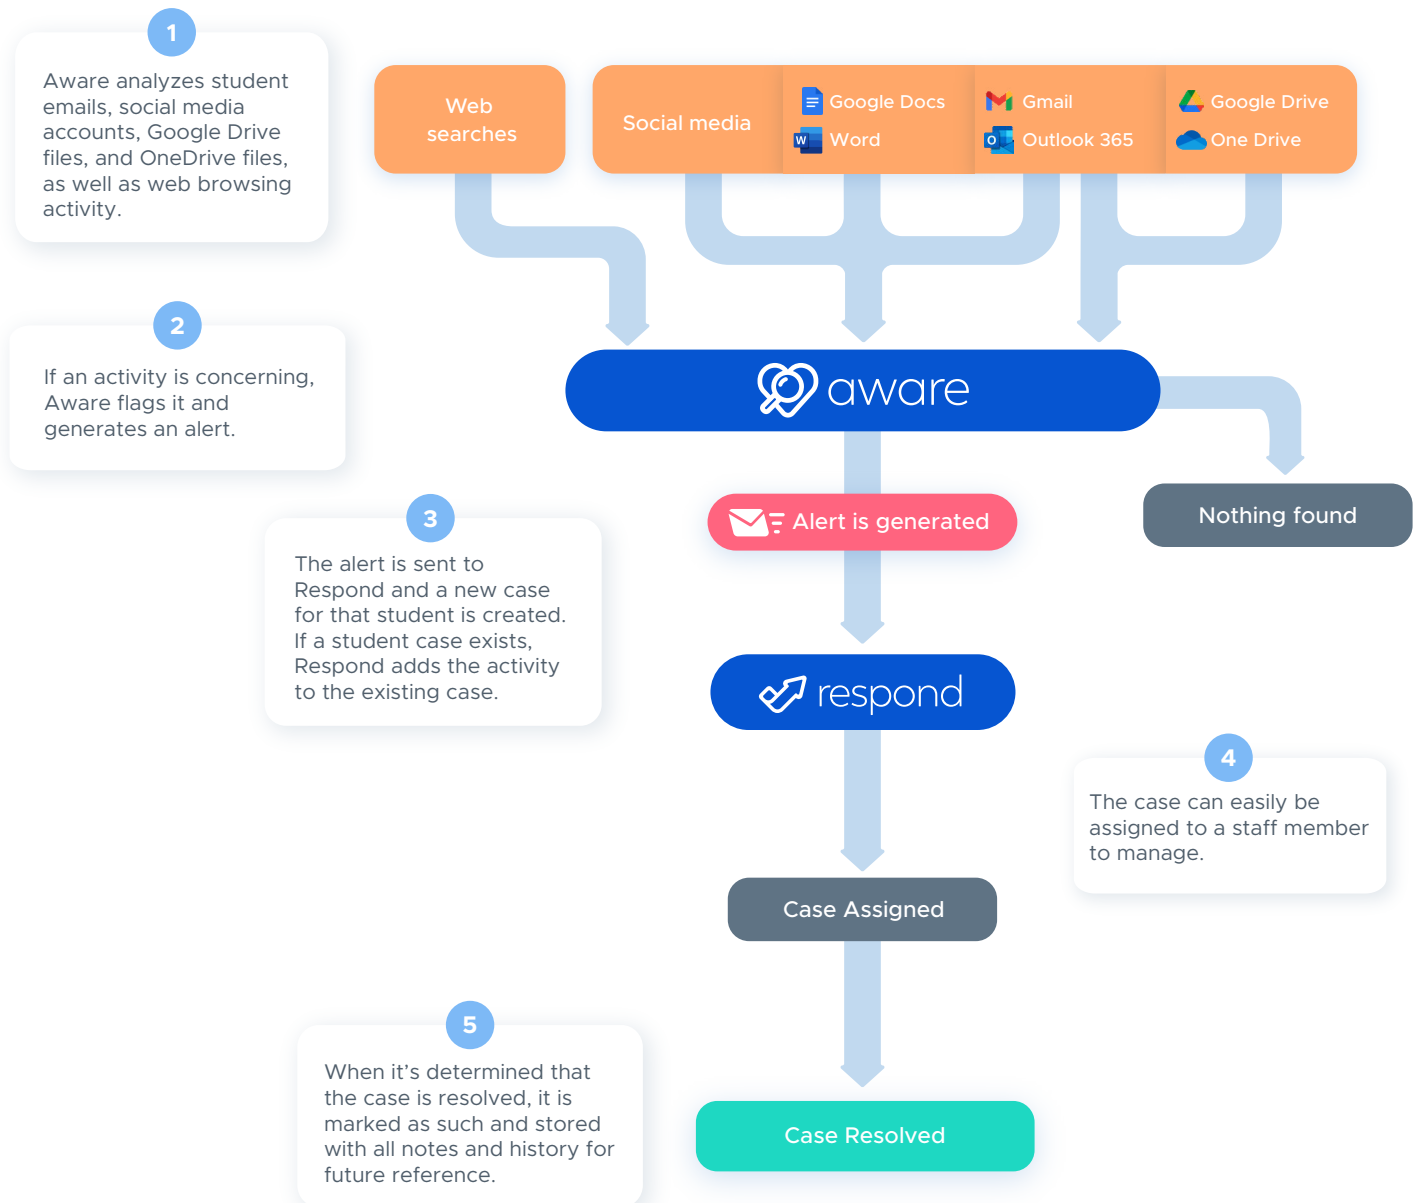 1
Aware analyzes student
emails, social media
accounts, Google Drive
files, and OneDrive files,
as well as web browsing
activity.
Web
searches
Social media
Google Docs
Word
Gmail
Outlook 365
Google Drive
One Drive
2
If an activity is concerning,
Aware flags it and
generates an alert.
aware
Nothing found
3
The alert is sent to
Respond and a new case
for that student is created.
If a student case exists,
Respond adds the activity
to the existing case.
Alert is generated
respond
4
The case can easily be
assigned to a staff member
to manage.
Case Assigned
5
When it’s determined that
the case is resolved, it is
marked as such and stored
with all notes and history for
future reference.
Case Resolved